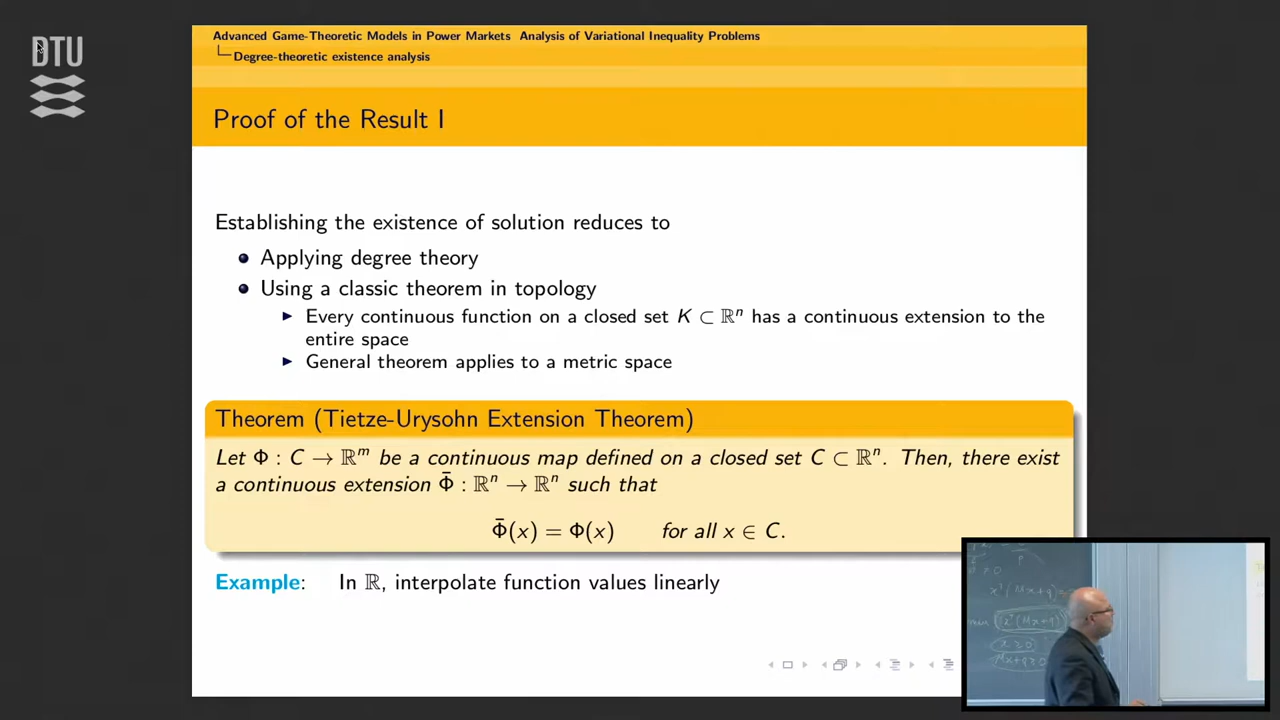 DTU
Advanced Game-Theoretic Models in Power Markets Analysis of Variational Inequality Problems
Degree-theoretic existence analysis
Proof of the Result I
Establishing the existence of solution reduces to
Applying degree theory
Using a classic theorem in topology
Every continuous function on a closed set K ⊂ ℝⁿ has a continuous extension to the
entire space
General theorem applies to a metric space
Theorem (Tietze-Urysohn Extension Theorem)
Let Φ : C → ℝᵐ be a continuous map defined on a closed set C ⊂ ℝⁿ. Then, there exist
a continuous extension Φ̄ : ℝⁿ → ℝⁿ such that
Φ̄(x) = Φ(x) for all x ∈ C.
Example: In ℝ, interpolate function values linearly
x ≥ 0
Mx+q ≥ 0